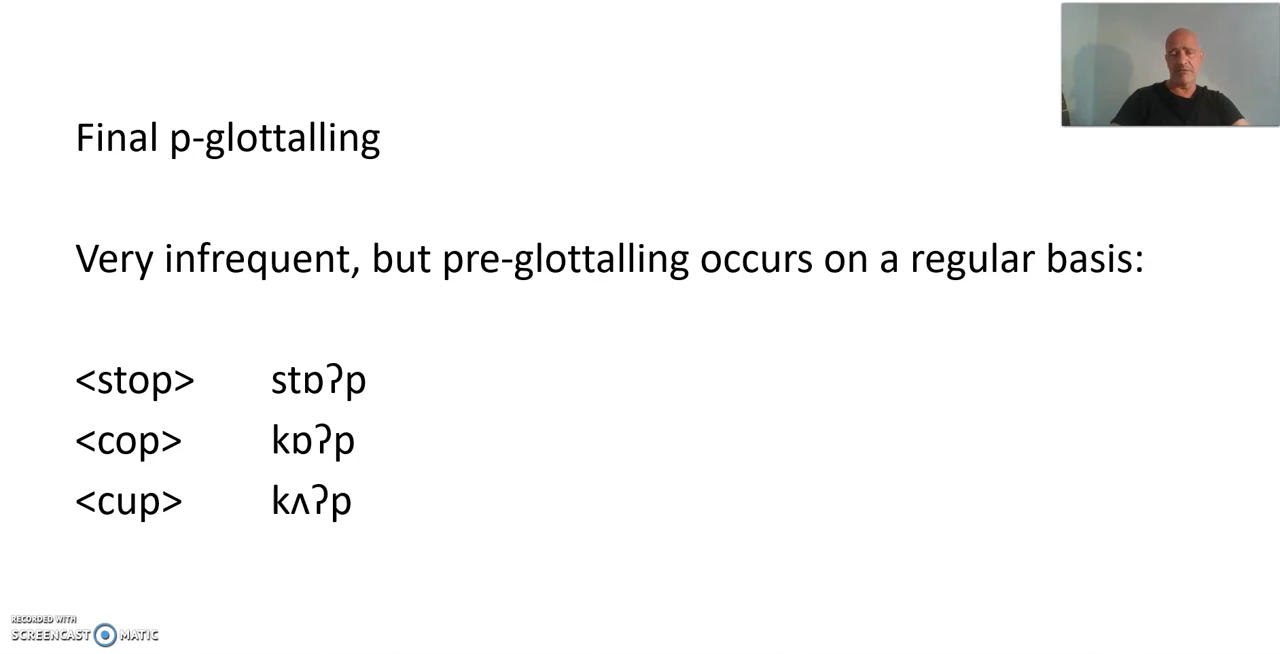 Final p-glottalling
Very infrequent, but pre-glottalling occurs on a regular basis:
<stop> stɒʔp
<cop> kɒʔp
<cup> kʌʔp
RECORDED WITH
SCREENCAST MATIC